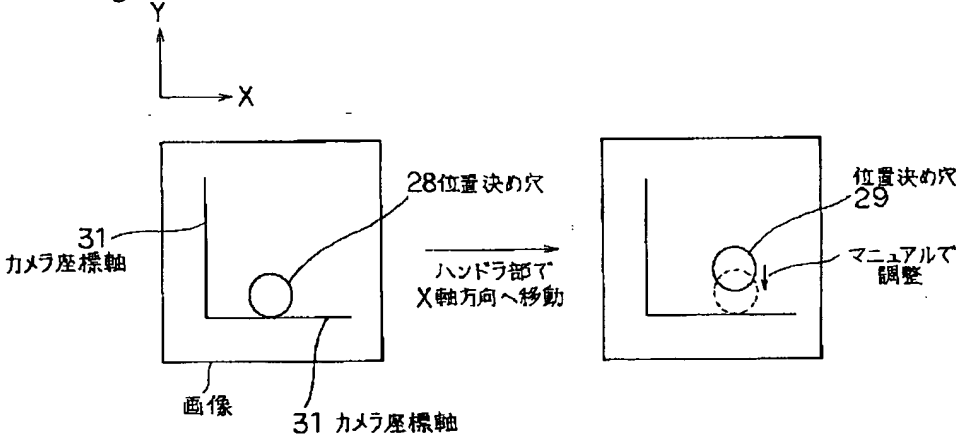 Y
X
28位置決め穴
31
カメラ座標軸
画像
31 カメラ座標軸
ハンドラ部で
X軸方向へ移動
位置決め穴
29
マニュアルで
調整